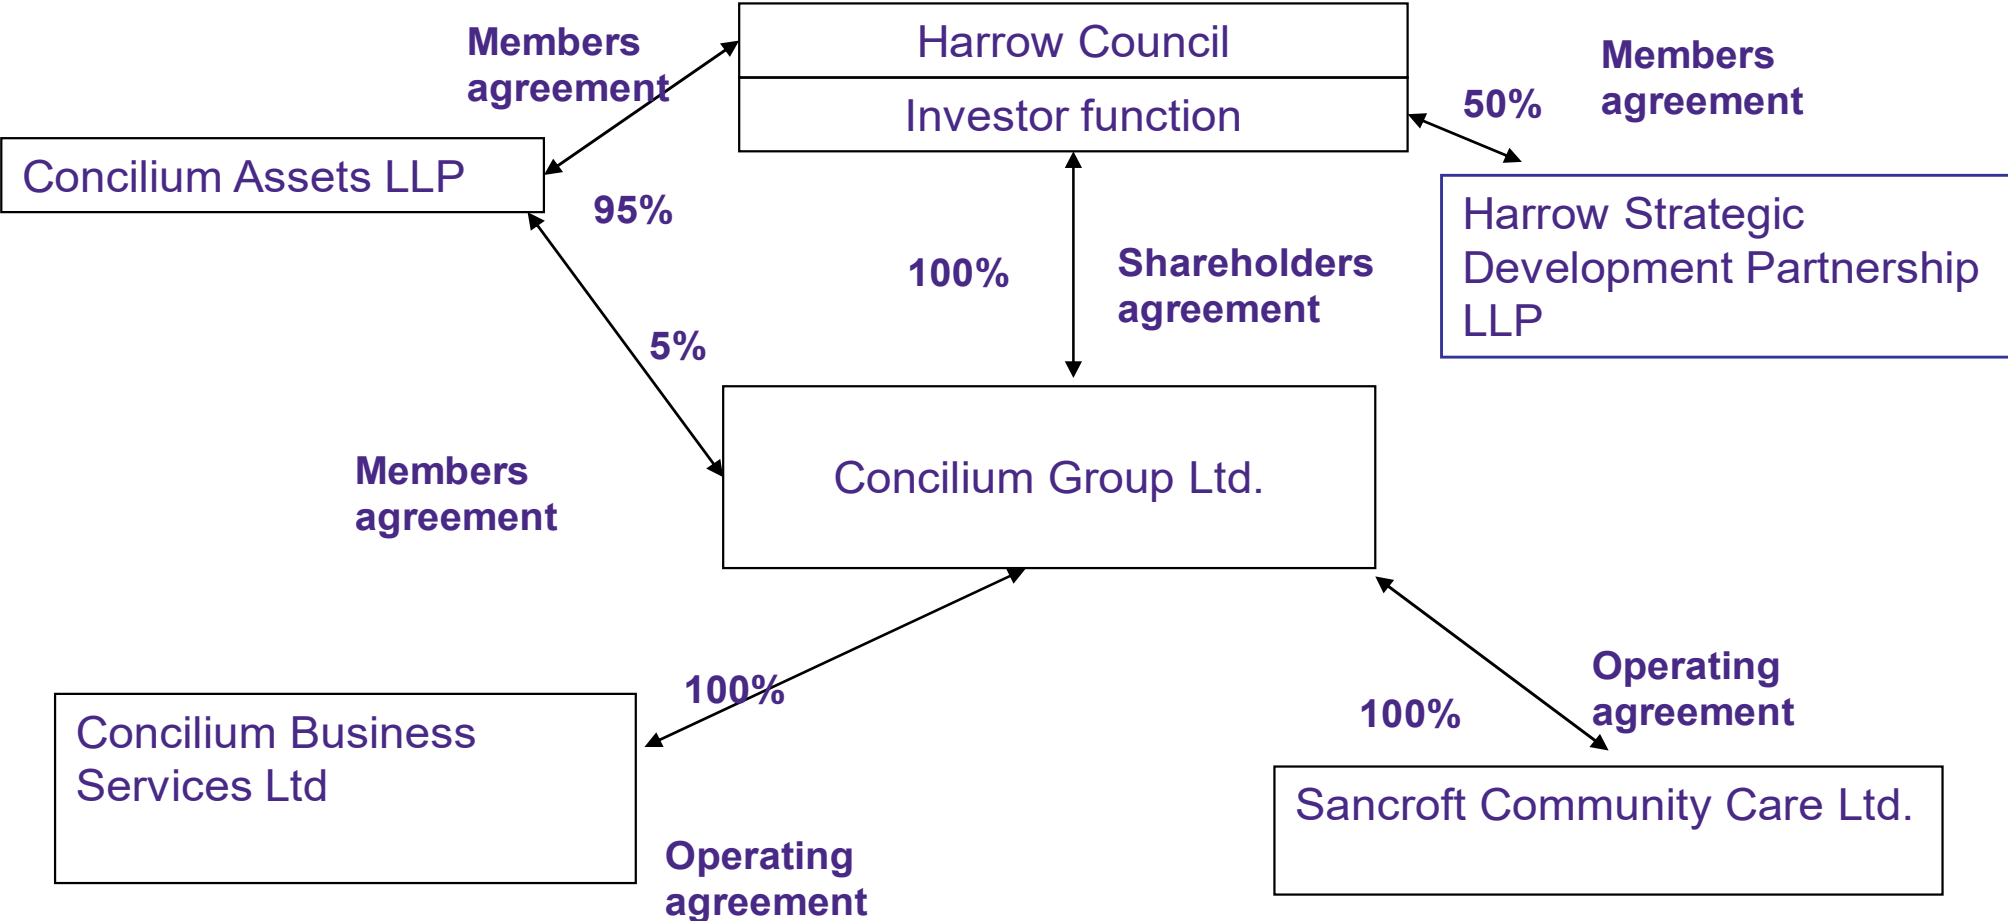 Members
agreement
Harrow Council
Investor function
50%
Members
agreement
Concilium Assets LLP
95%
100%
Shareholders
agreement
Harrow Strategic
Development Partnership
LLP
5%
Members
agreement
Concilium Group Ltd.
100%
Concilium Business
Services Ltd
Operating
agreement
100%
Operating
agreement
Sancroft Community Care Ltd.